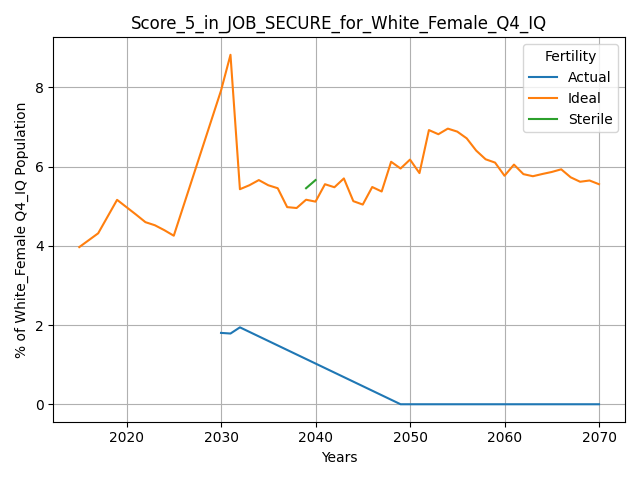 Score_5_in_JOB_SECURE_for_White_Female_Q4_IQ
Fertility
Actual
Ideal
Sterile
% of White_Female Q4_IQ Population
8
6
4
2
0
2020 2030 2040 2050 2060 2070
Years